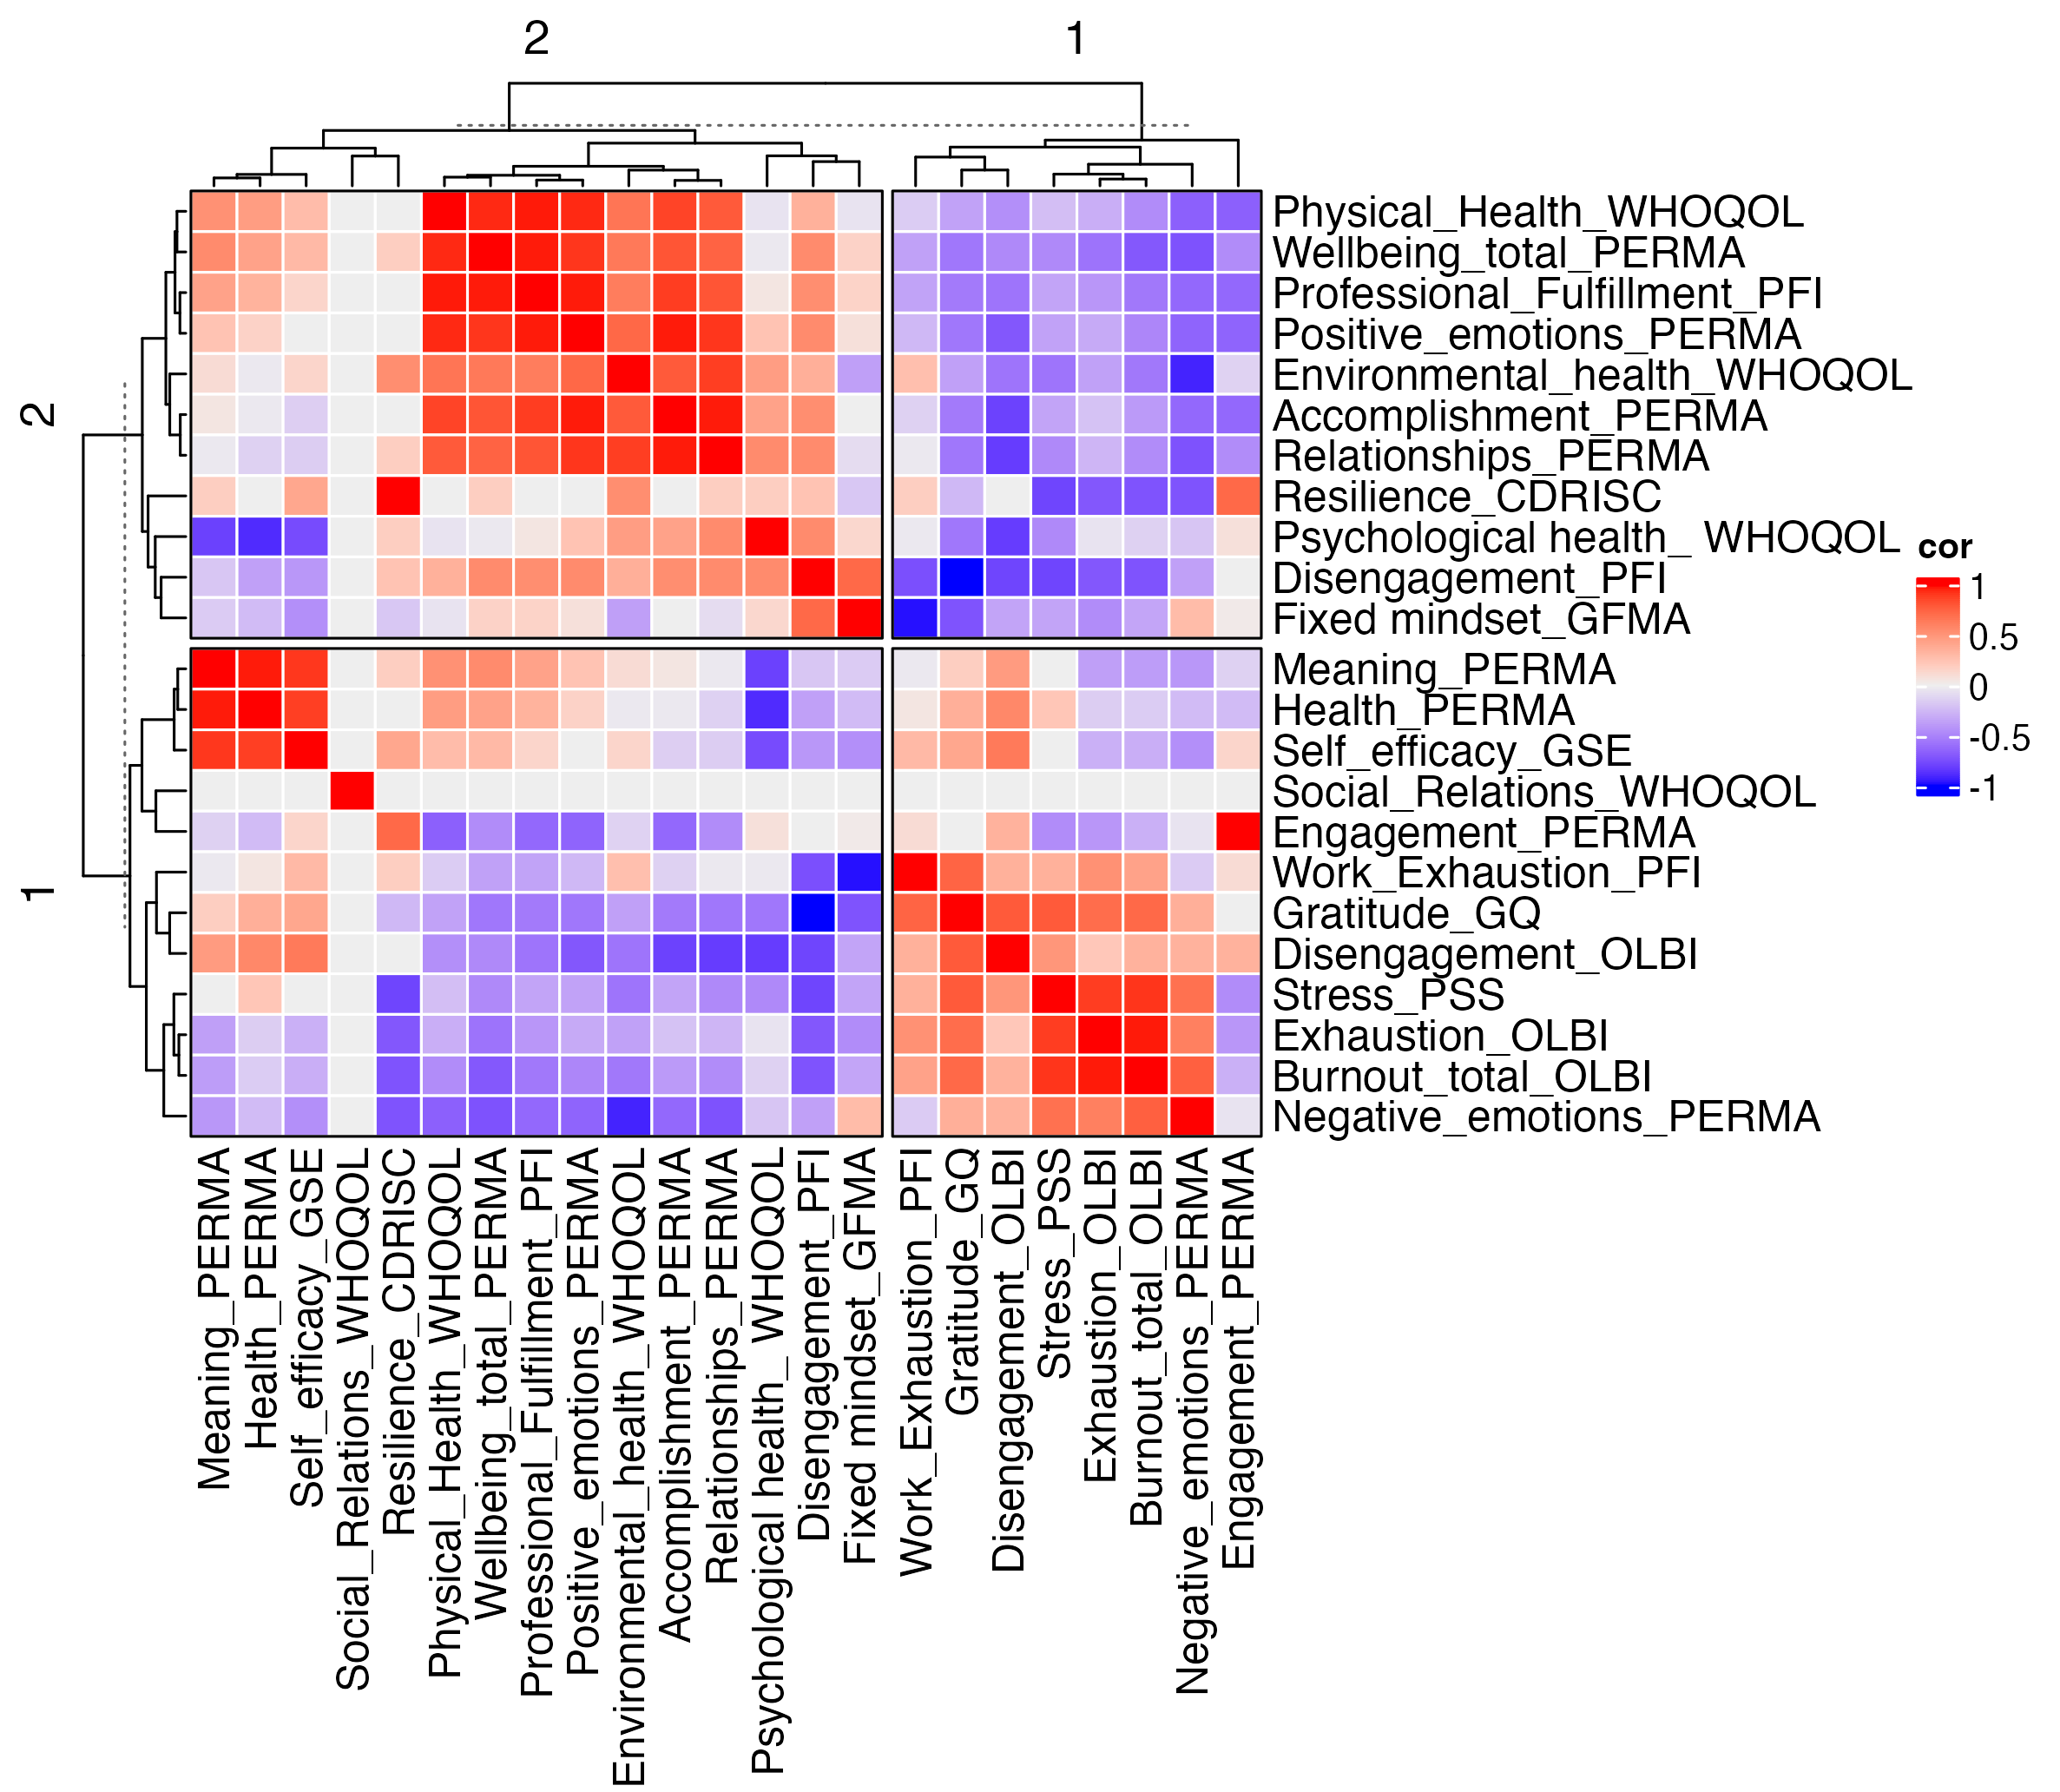 2
1
2
1
Physical_Health_WHOQOL
Wellbeing_total_PERMA
Professional_Fulfillment_PFI
Positive_emotions_PERMA
Environmental_health_WHOQOL
Accomplishment_PERMA
Relationships_PERMA
Resilience_CDRISC
Psychological health_ WHOQOL
Disengagement_PFI
Fixed mindset_GFMA
Meaning_PERMA
Health_PERMA
Self_efficacy_GSE
Social_Relations_WHOQOL
Engagement_PERMA
Work_Exhaustion_PFI
Gratitude_GQ
Disengagement_OLBI
Stress_PSS
Exhaustion_OLBI
Burnout_total_OLBI
Negative_emotions_PERMA
cor
1
0.5
0
-0.5
-1
Meaning_PERMA
Health_PERMA
Self_efficacy_GSE
Social_Relations_WHOQOL
Resilience_CDRISC
Physical_Health_WHOQOL
Wellbeing_total_PERMA
Professional_Fulfillment_PFI
Positive_emotions_PERMA
Environmental_health_WHOQOL
Accomplishment_PERMA
Relationships_PERMA
Psychological health_ WHOQOL
Disengagement_PFI
Fixed mindset_GFMA
Work_Exhaustion_PFI
Gratitude_GQ
Disengagement_OLBI
Stress_PSS
Exhaustion_OLBI
Burnout_total_OLBI
Negative_emotions_PERMA
Engagement_PERMA